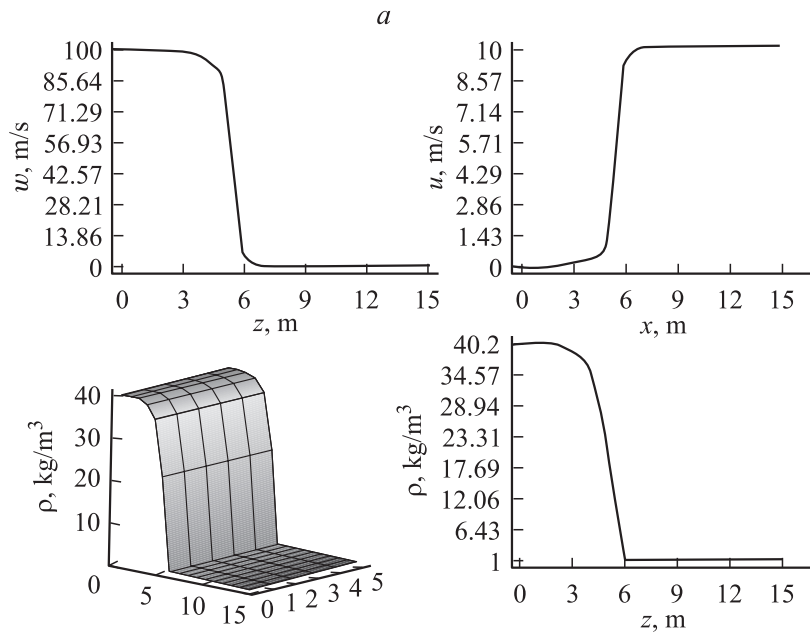 a
100
85.64
71.29
56.93
42.57
28.21
13.86
0
w, m/s
0 3 6 9 12 15
z, m
10
8.57
7.14
5.71
4.29
2.86
1.43
0
u, m/s
0 3 6 9 12 15
x, m
40
30
20
10
0
ρ, kg/m³
5 10 15
0 1 2 3 4 5
40.2
34.57
28.94
23.31
17.69
12.06
6.43
1
ρ, kg/m³
0 3 6 9 12 15
z, m